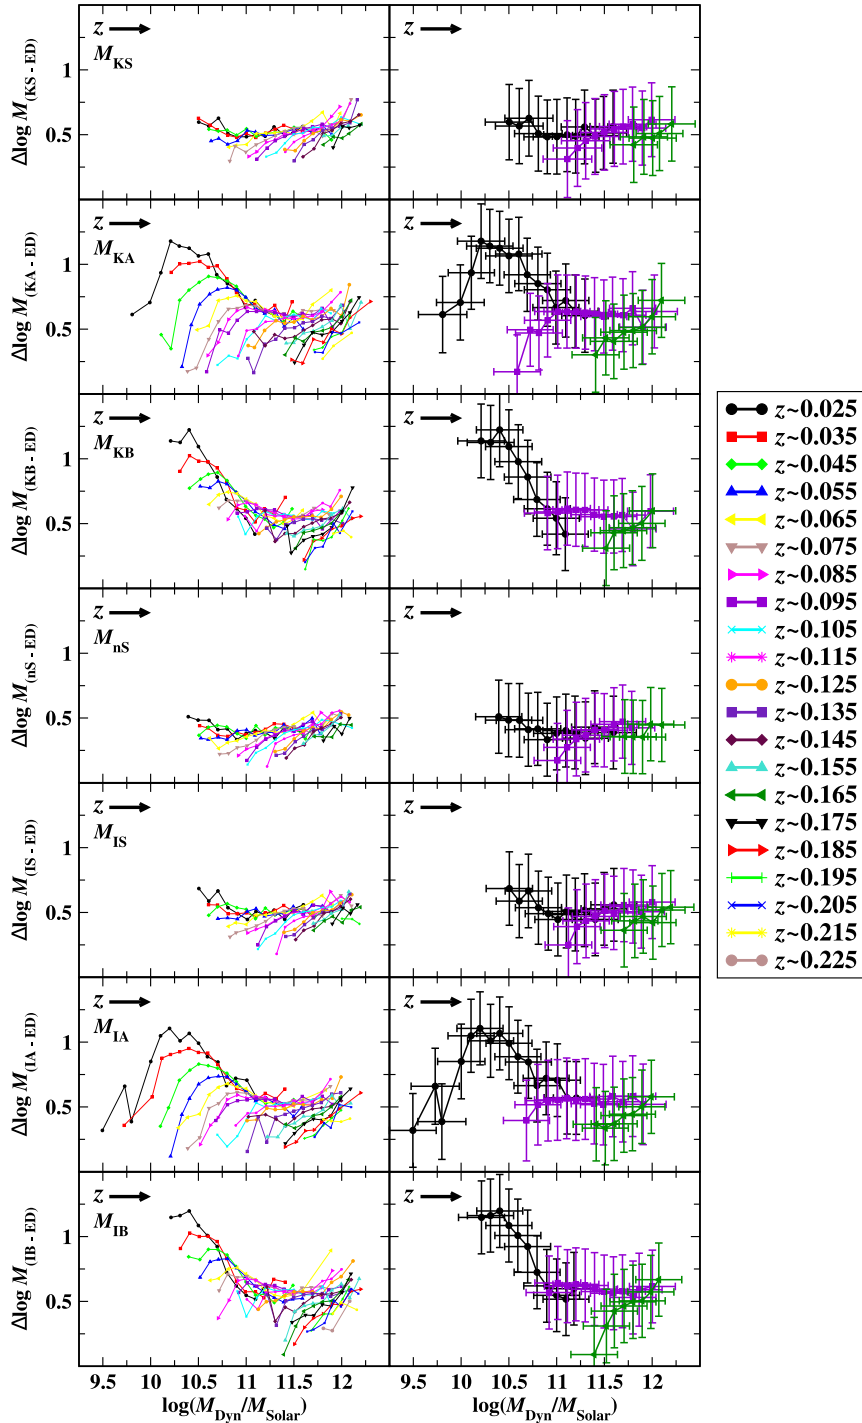 z z
M_KS
Δlog M_(KS - ED)
1
0.5
z z
M_KA
Δlog M_(KA - ED)
1
0.5
z z
M_KB
Δlog M_(KB - ED)
1
0.5
z z
M_nS
Δlog M_(nS - ED)
1
0.5
z z
M_IS
Δlog M_(IS - ED)
1
0.5
z z
M_IA
Δlog M_(IA - ED)
1
0.5
z z
M_IB
Δlog M_(IB - ED)
1
0.5
9.5 10 10.5 11 11.5 12 9.5 10 10.5 11 11.5 12
log(M_Dyn/M_Solar) log(M_Dyn/M_Solar)
z~0.025
z~0.035
z~0.045
z~0.055
z~0.065
z~0.075
z~0.085
z~0.095
z~0.105
z~0.115
z~0.125
z~0.135
z~0.145
z~0.155
z~0.165
z~0.175
z~0.185
z~0.195
z~0.205
z~0.215
z~0.225